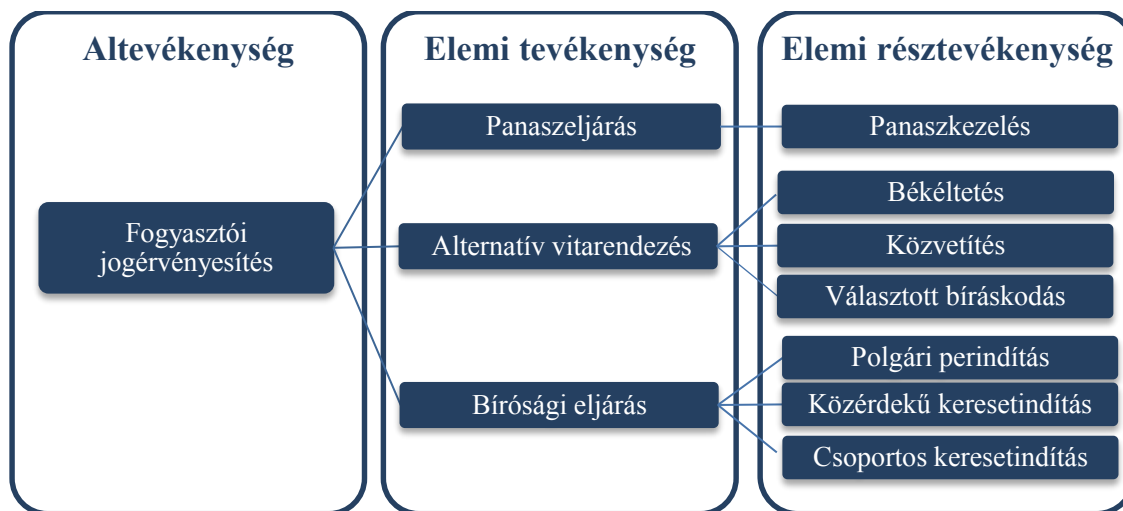 Altevékenység
Fogyasztói
jogérvényesítés
Elemi tevékenység
Panaszeljárás
Alternatív vitarendezés
Bírósági eljárás
Elemi résztevékenység
Panaszkezelés
Békéltetés
Közvetítés
Választott bíráskodás
Polgári perindítás
Közérdekű keresetindítás
Csoportos keresetindítás